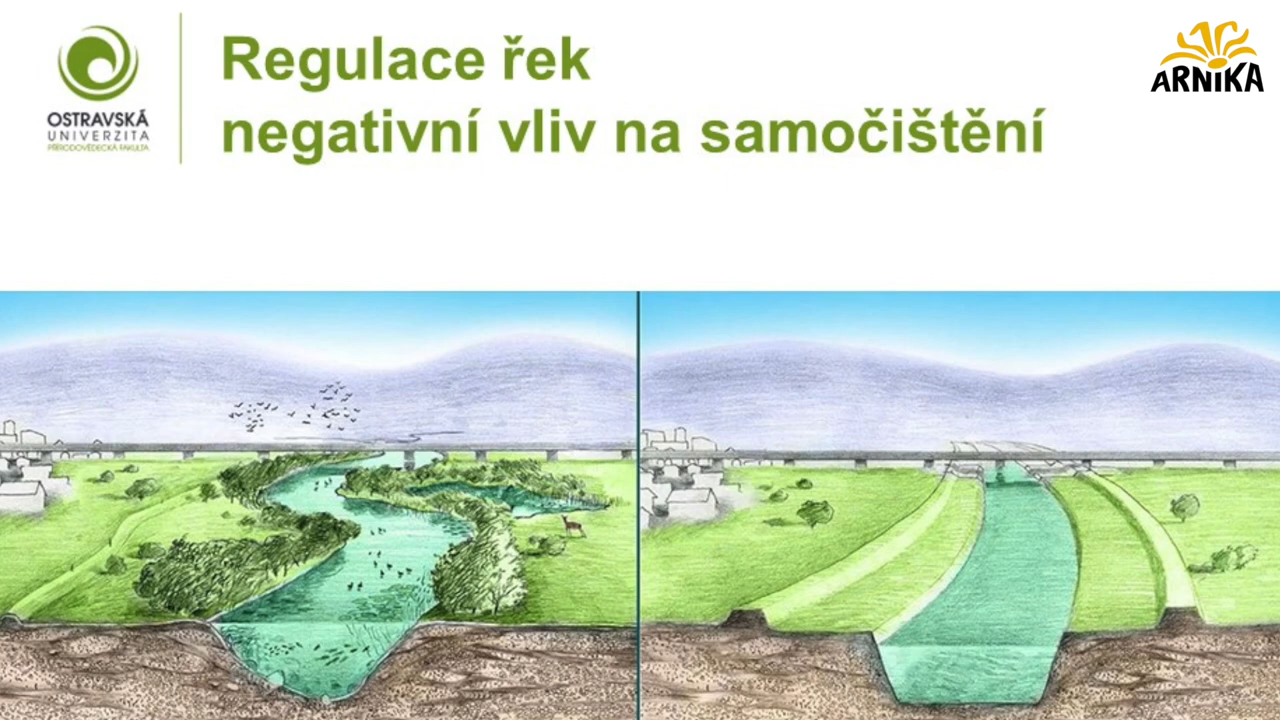 OSTRAVSKÁ
UNIVERZITA
PŘÍRODOVĚDECKÁ FAKULTA
Regulace řek
negativní vliv na samočištění
ARNIKA